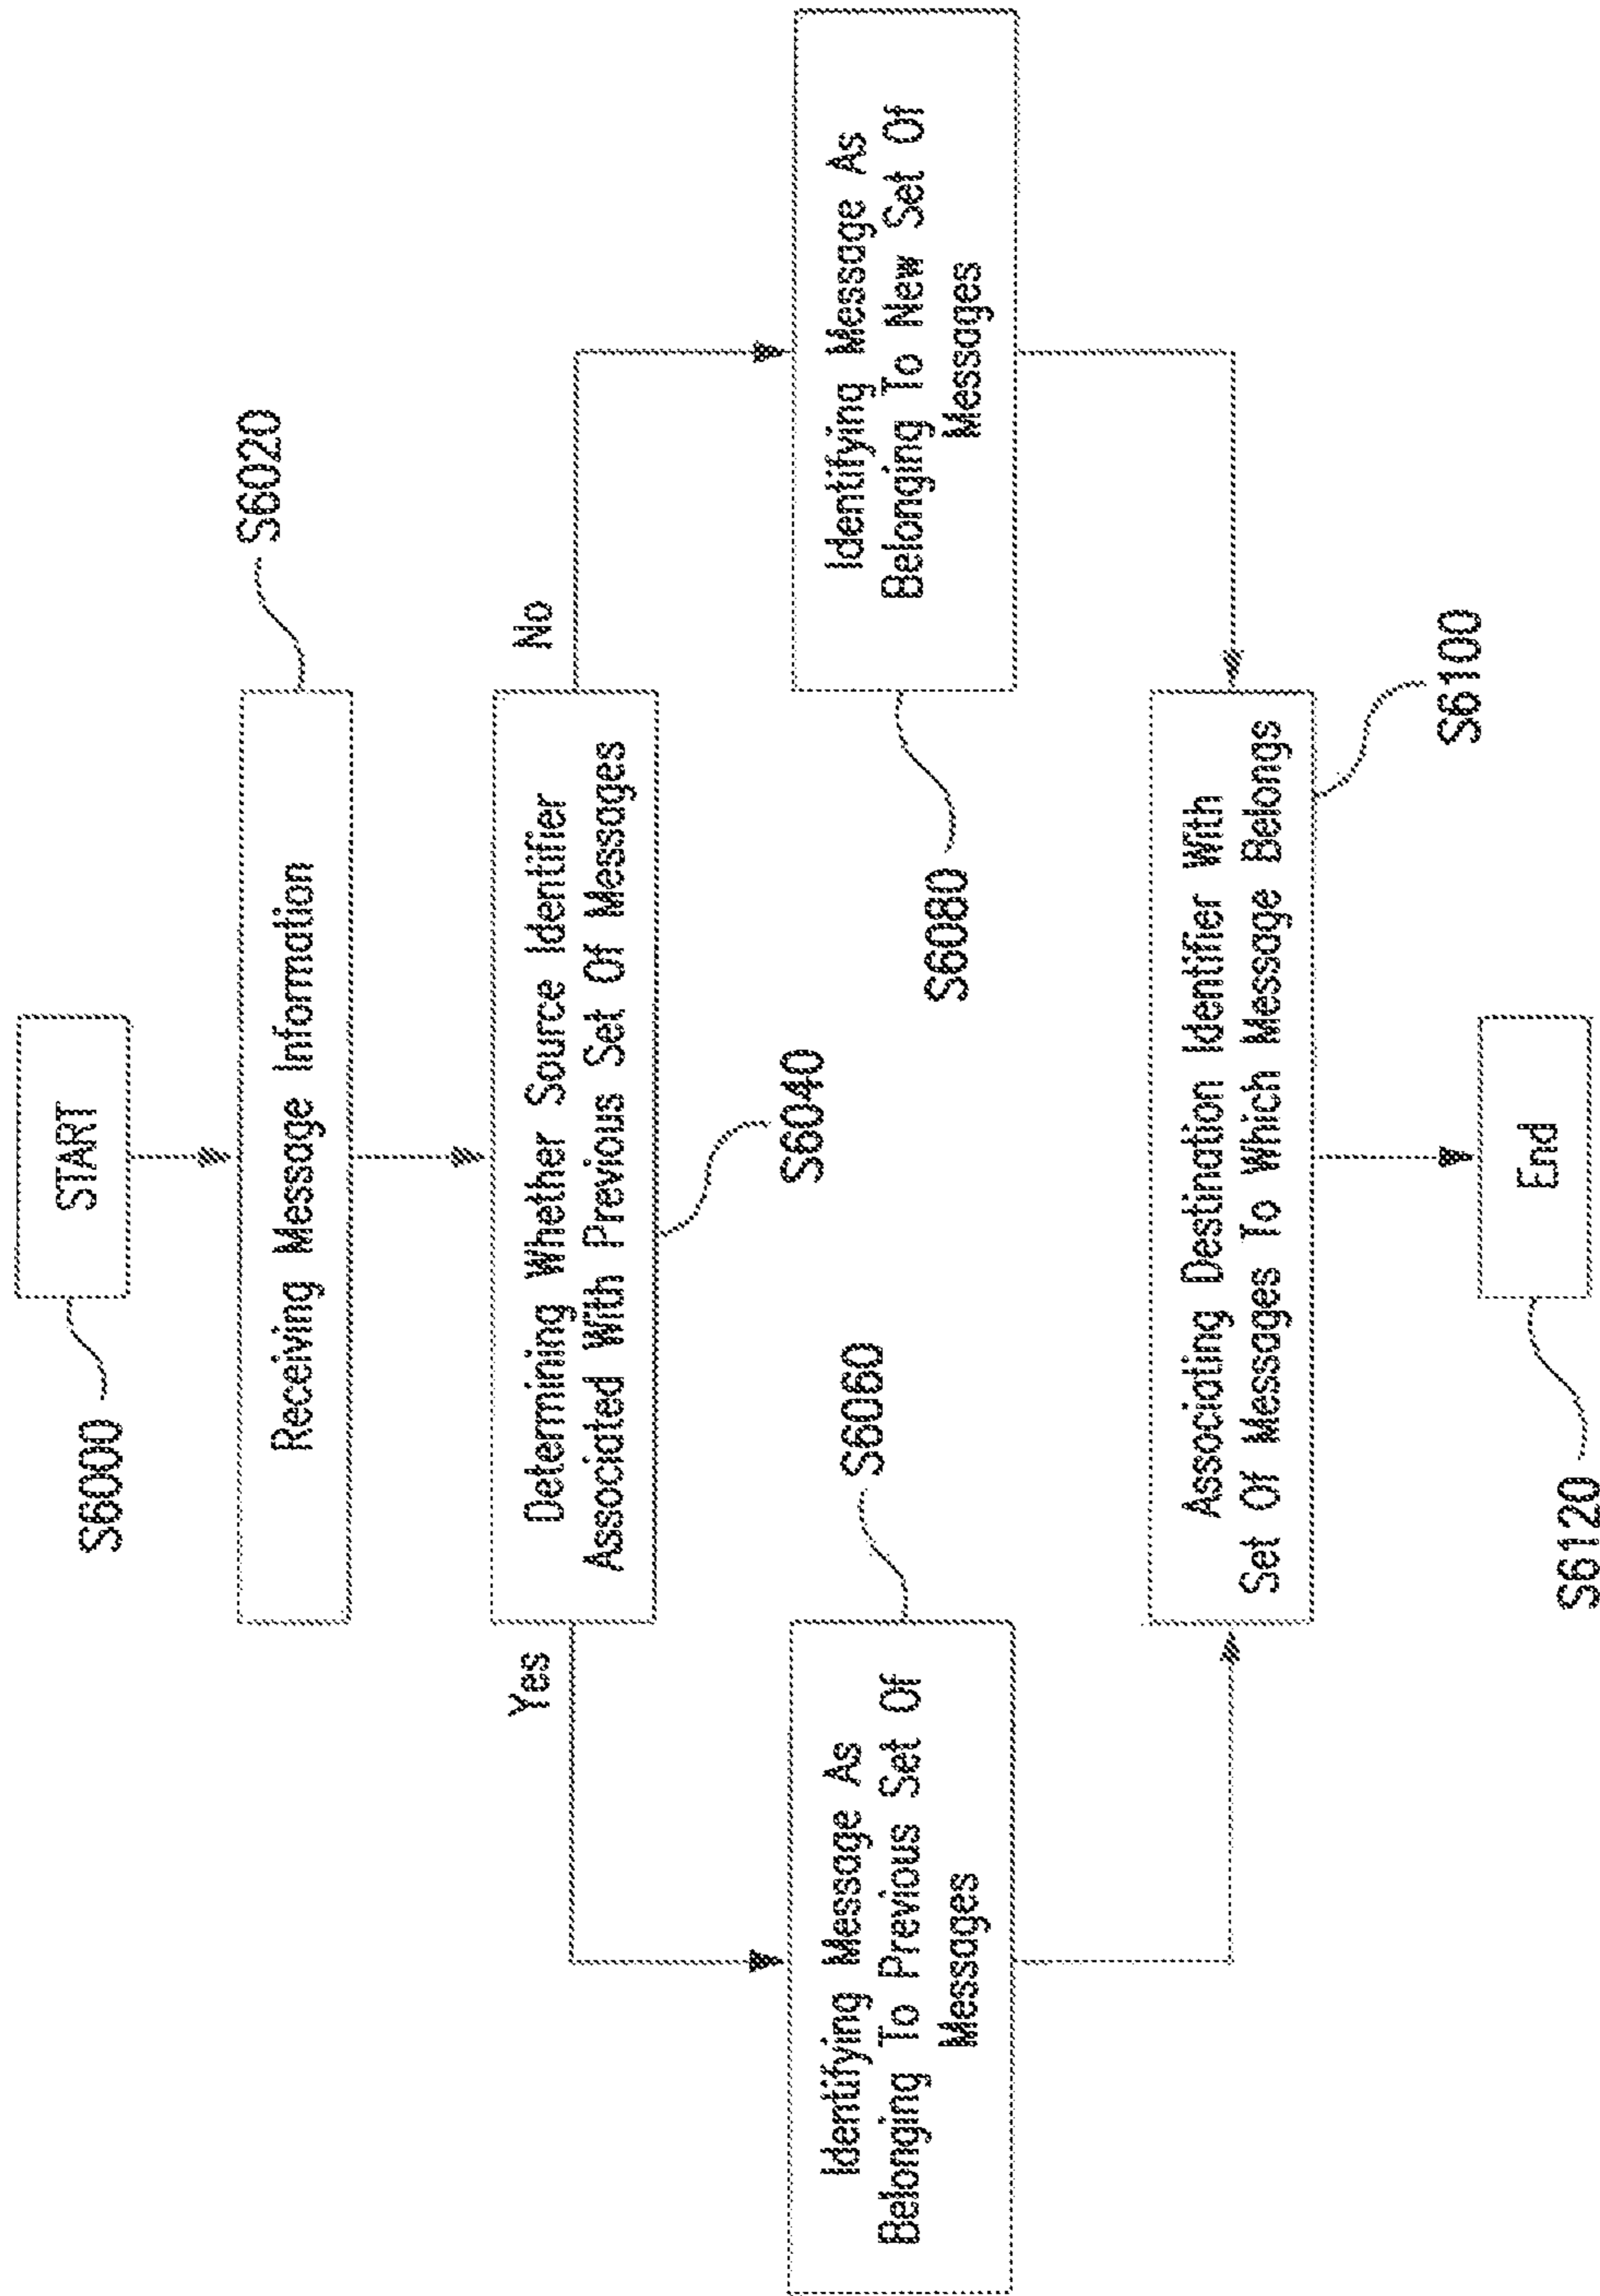 START
S6000
Receiving Message Information
S6020
Determining Whether Source Identifier
Associated With Previous Set Of Messages
S6040
Yes
No
Identifying Message As
Belonging To Previous Set Of
Messages
S6060
Identifying Message As
Belonging To New Set Of
Messages
S6080
Associating Destination Identifier With
Set Of Messages To Which Message Belongs
S6100
End
S6120